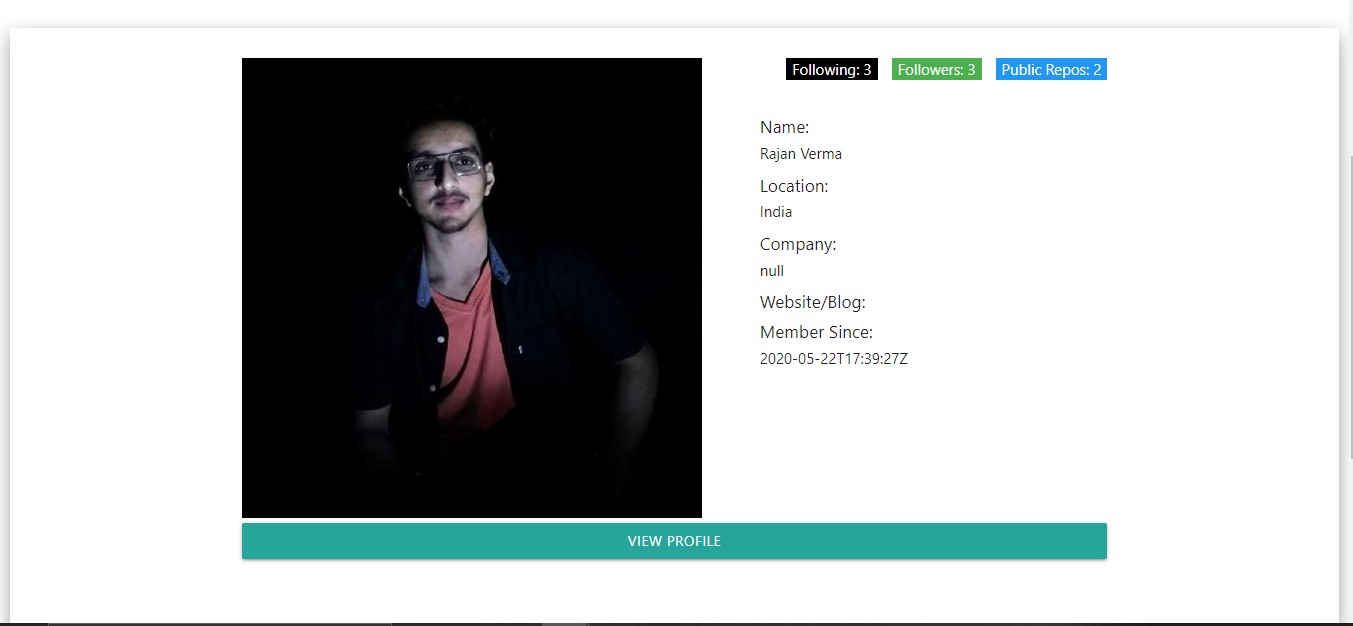 Following: 3 Followers: 3 Public Repos: 2
Name:
Rajan Verma
Location:
India
Company:
null
Website/Blog:
Member Since:
2020-05-22T17:39:27Z
VIEW PROFILE